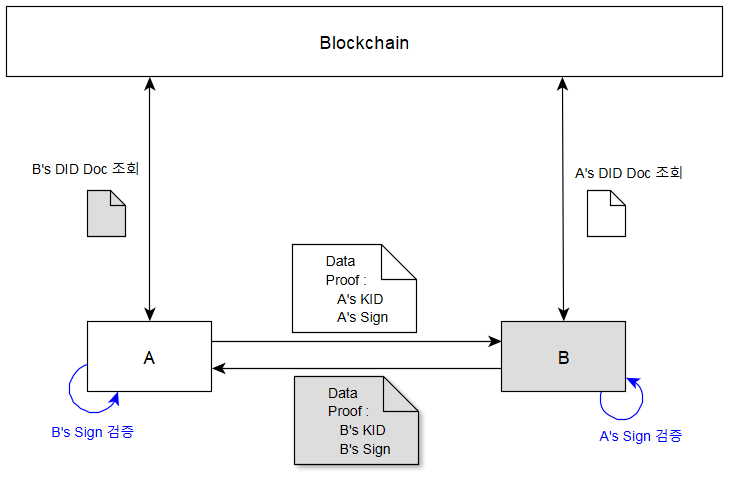 Blockchain
B's DID Doc 조회
A's DID Doc 조회
Data
Proof :
A's KID
A's Sign
A
B
Data
Proof :
B's KID
B's Sign
B's Sign 검증
A's Sign 검증